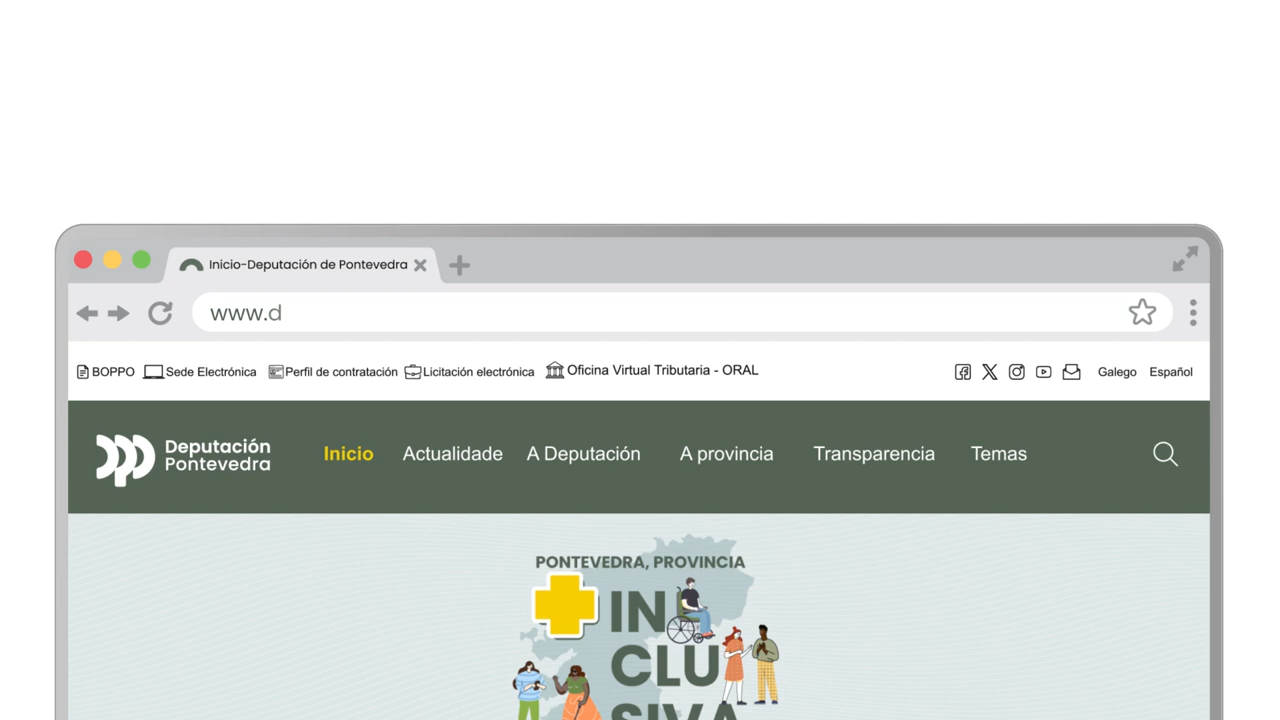 Inicio-Deputación de Pontevedra
www.d
BOPPO Sede Electrónica Perfil de contratación Licitación electrónica Oficina Virtual Tributaria - ORAL Galego Español
Deputación
Pontevedra
Inicio Actualidade A Deputación A provincia Transparencia Temas
PONTEVEDRA, PROVINCIA
IN
CLU
SIVA